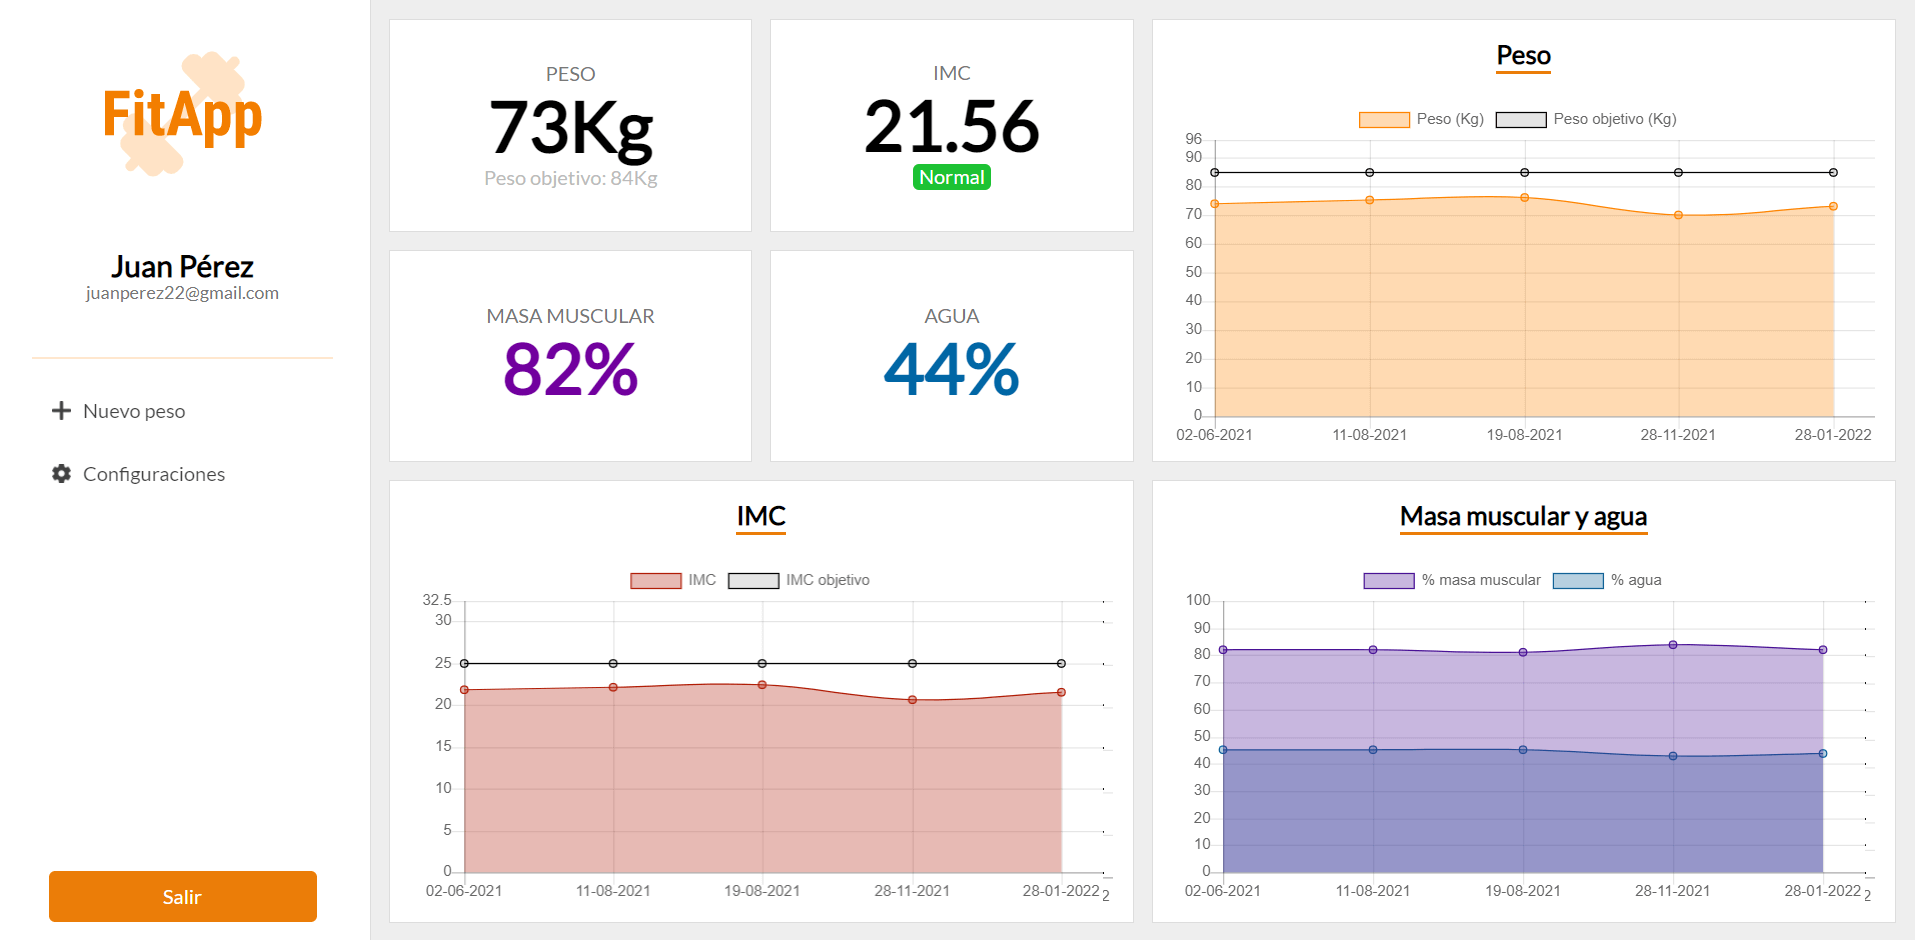 FitApp
Juan Pérez
juanperez22@gmail.com
Nuevo peso
Configuraciones
Salir
PESO
73Kg
Peso objetivo: 84Kg
IMC
21.56
Normal
MASA MUSCULAR
82%
AGUA
44%
Peso
Peso (Kg) Peso objetivo (Kg)
96
90
80
70
60
50
40
30
20
10
0
02-06-2021 11-08-2021 19-08-2021 28-11-2021 28-01-2022
IMC
IMC IMC objetivo
32.5
30
25
20
15
10
5
0
02-06-2021 11-08-2021 19-08-2021 28-11-2021 28-01-2022 2
Masa muscular y agua
% masa muscular % agua
100
90
80
70
60
50
40
30
20
10
0
02-06-2021 11-08-2021 19-08-2021 28-11-2021 28-01-2022 2